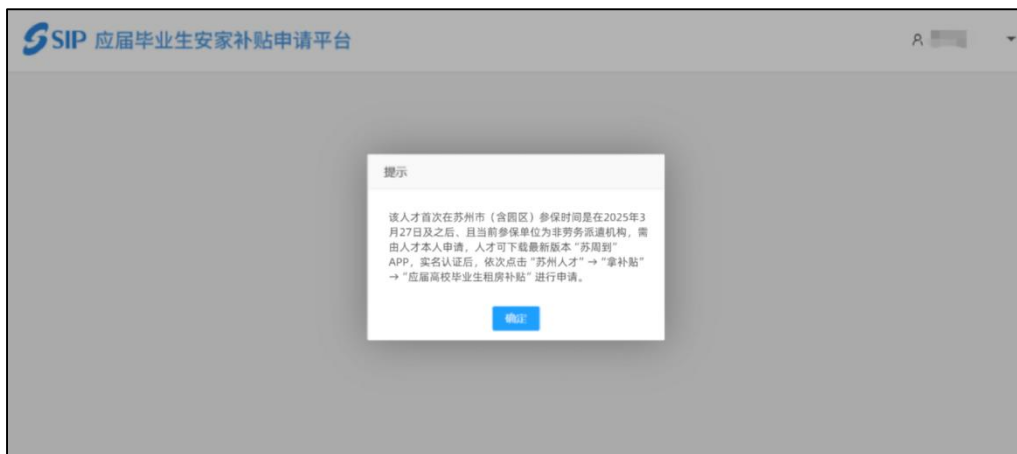 SIP 应届毕业生安家补贴申请平台
提示
该人才首次在苏州市（含园区）参保时间是在2025年3
月27日及之后、且当前参保单位为非劳务派遣机构，需
由人才本人申请，人才可下载最新版本“苏周到”
APP，实名认证后，依次点击“苏州人才”→“拿补贴”
→“应届高校毕业生租房补贴”进行申请。
确定